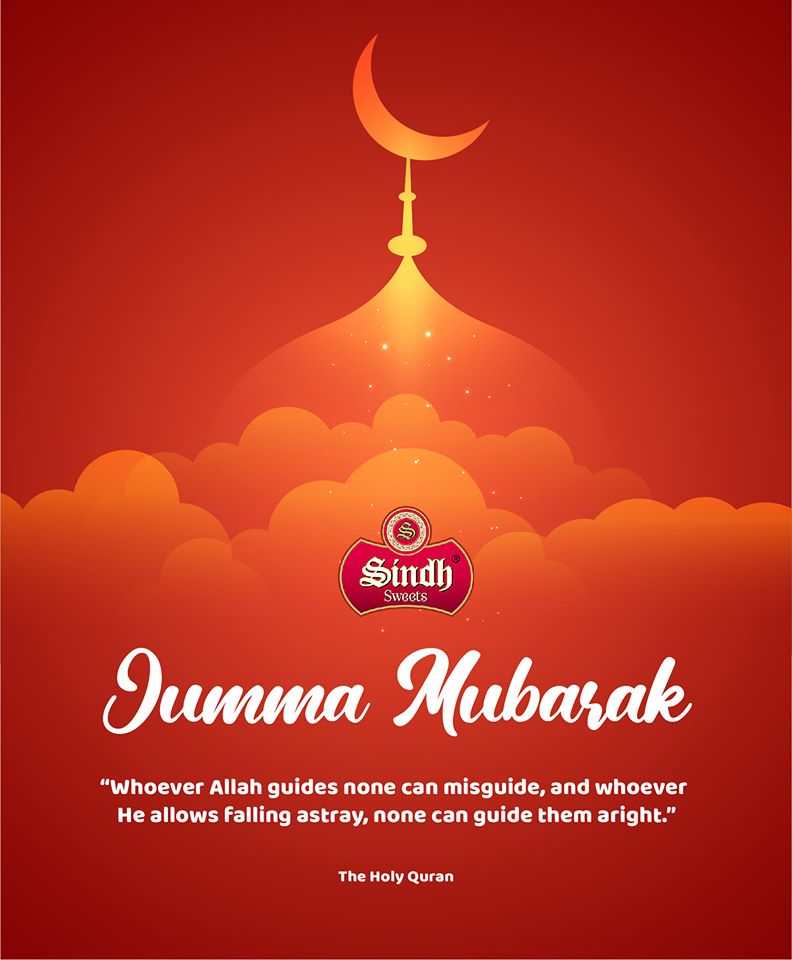 S
Sindh®
Sweets
Jumma Mubarak
“Whoever Allah guides none can misguide, and whoever
He allows falling astray, none can guide them aright.”
The Holy Quran